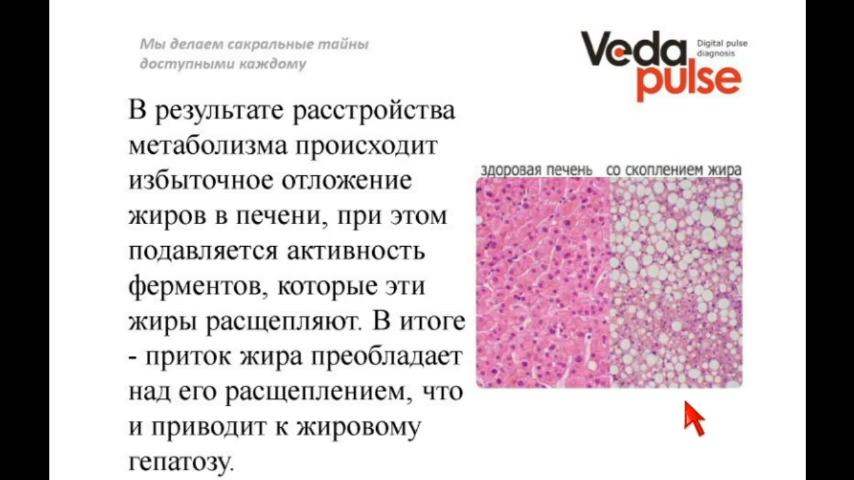 Мы делаем сакральные тайны
доступными каждому
Veda
pulse
Digital pulse
diagnosis
В результате расстройства
метаболизма происходит
избыточное отложение
жиров в печени, при этом
подавляется активность
ферментов, которые эти
жиры расщепляют. В итоге
- приток жира преобладает
над его расщеплением, что
и приводит к жировому
гепатозу.
здоровая печень со скоплением жира